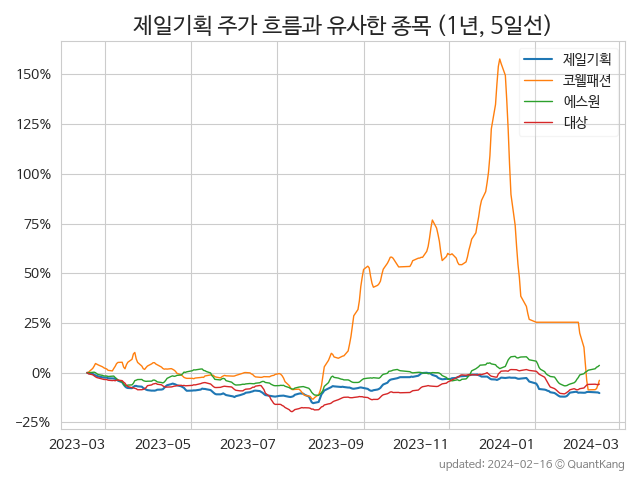 제일기획 주가 흐름과 유사한 종목 (1년, 5일선)
제일기획
코웰패션
에스원
대상
150%
125%
100%
75%
50%
25%
0%
−25%
2023-03 2023-05 2023-07 2023-09 2023-11 2024-01 2024-03
updated: 2024-02-16 © QuantKang